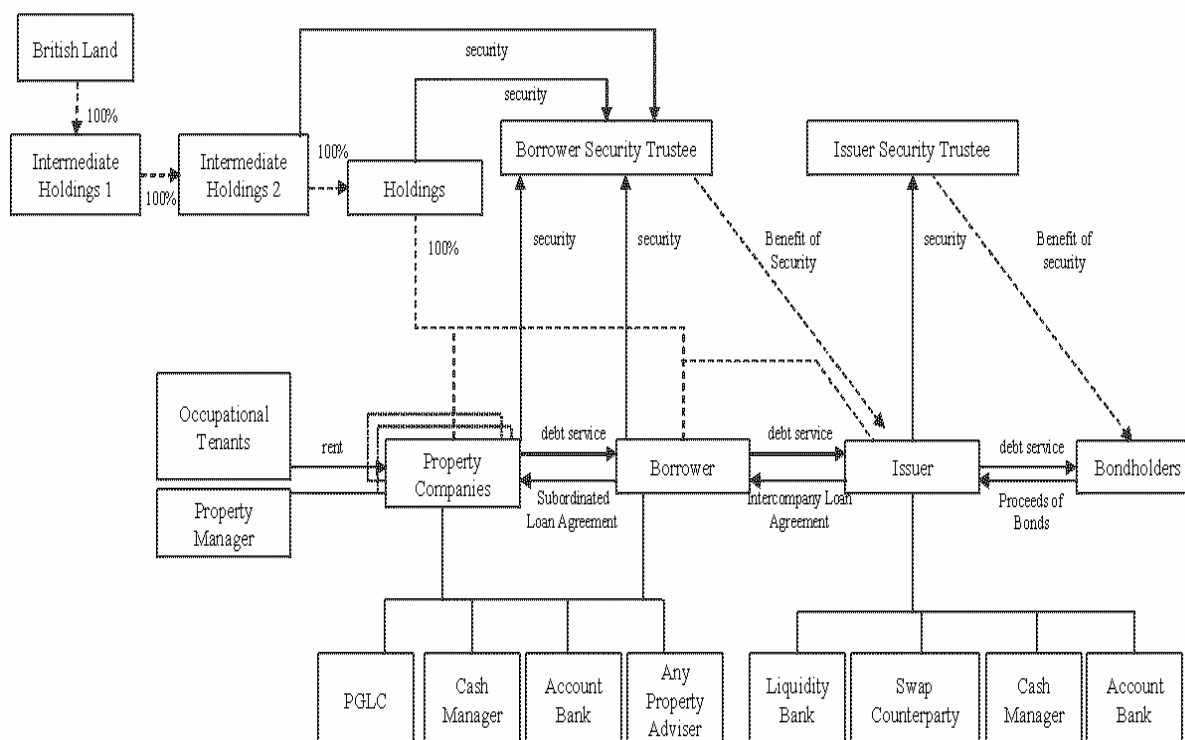 British Land
security
100%
security
Intermediate
Holdings 1
100%
Intermediate
Holdings 2
100%
Holdings
Borrower Security Trustee
Issuer Security Trustee
100%
security
security
Benefit of
Security
security
Benefit of
security
Occupational
Tenants
rent
Property
Manager
Property
Companies
debt service
Subordinated
Loan Agreement
Borrower
debt service
Intercompany Loan
Agreement
Issuer
debt service
Proceeds of
Bonds
Bondholders
PGLC
Cash
Manager
Account
Bank
Any
Property
Adviser
Liquidity
Bank
Swap
Counterparty
Cash
Manager
Account
Bank